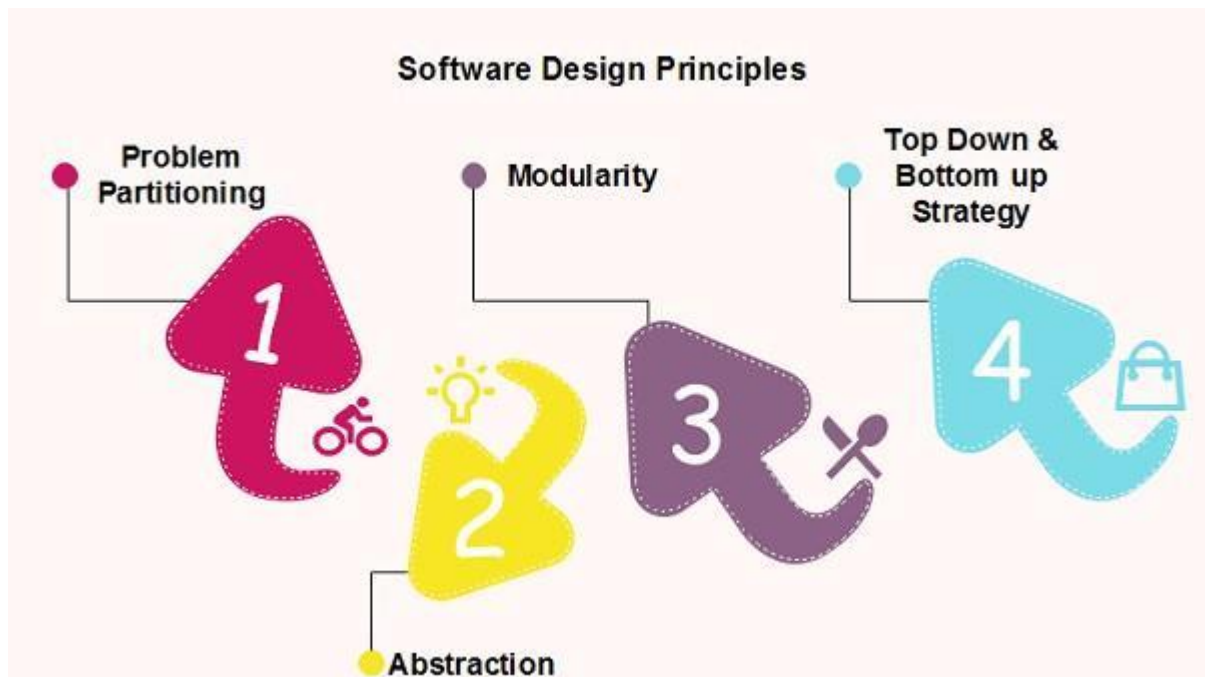 Software Design Principles
Problem
Partitioning
1
Abstraction
2
Modularity
3
Top Down &
Bottom up
Strategy
4